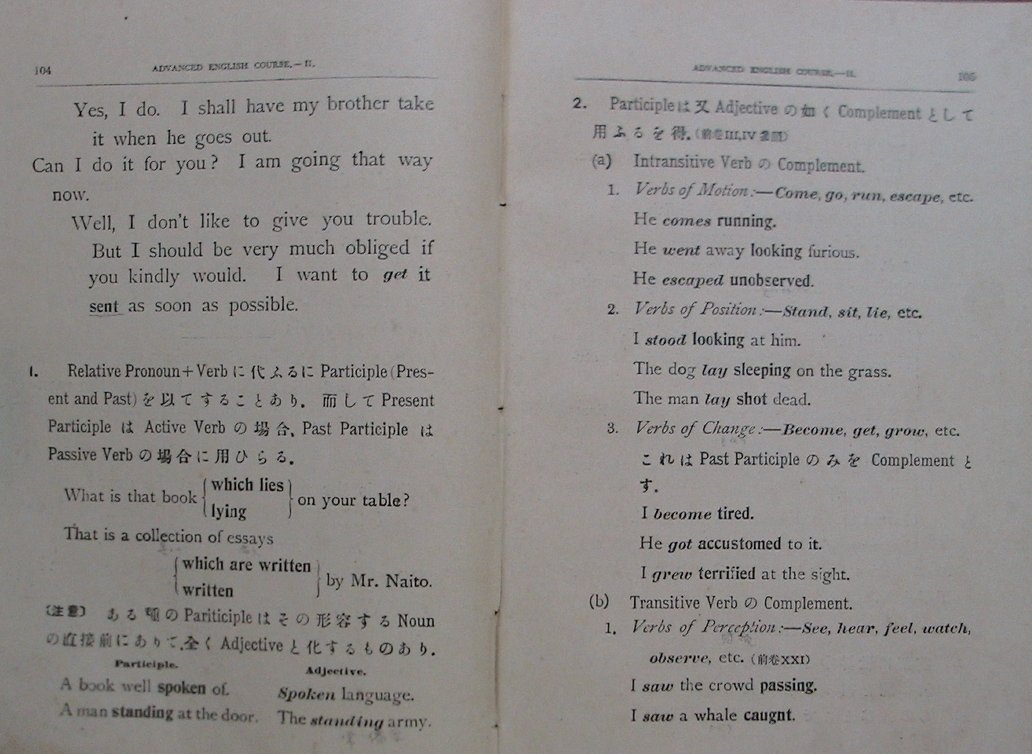 104
ADVANCED ENGLISH COURSE.—II.
Yes, I do. I shall have my brother take
it when he goes out.
Can I do it for you? I am going that way
now.
Well, I don't like to give you trouble.
But I should be very much obliged if
you kindly would. I want to get it
sent as soon as possible.
1. Relative Pronoun+Verb に代ふるに Participle (Pres-
ent and Past) を以てすることあり. 而して Present
Participle は Active Verb の場合, Past Participle は
Passive Verb の場合に用ひらる.
What is that book { which lies / lying } on your table?
That is a collection of essays
{ which are written / written } by Mr. Naito.
(注意) ある種の Pariticiple はその形容する Noun
の直接前にありて, 全く Adjective と化するものあり.
Participle. Adjective.
A book well spoken of. Spoken language.
A man standing at the door. The standing army.
ADVANCED ENGLISH COURSE.—II.
105
2. Participle は又 Adjective の如く Complement として
用ふるを得. (前巻III, IV 參照)
(a) Intransitive Verb の Complement.
1. Verbs of Motion:—Come, go, run, escape, etc.
He comes running.
He went away looking furious.
He escaped unobserved.
2. Verbs of Position:—Stand, sit, lie, etc.
I stood looking at him.
The dog lay sleeping on the grass.
The man lay shot dead.
3. Verbs of Change:—Become, get, grow, etc.
これは Past Participle のみを Complement と
す.
I become tired.
He got accustomed to it.
I grew terrified at the sight.
(b) Transitive Verb の Complement.
1. Verbs of Perception:—See, hear, feel, watch,
observe, etc. (前巻XXI)
I saw the crowd passing.
I saw a whale caugnt.